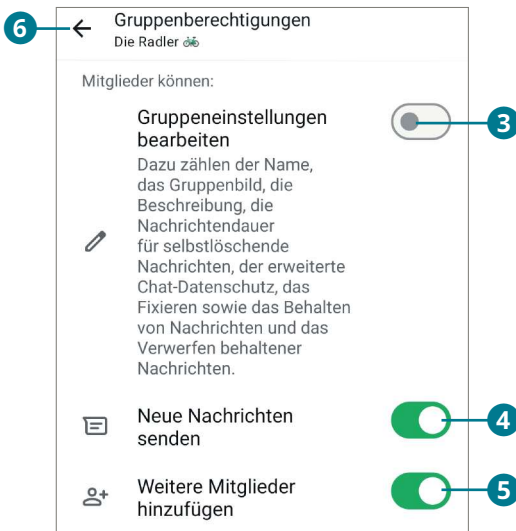 6
Gruppenberechtigungen
Die Radler 🚲
Mitglieder können:
Gruppeneinstellungen
bearbeiten
3
Dazu zählen der Name,
das Gruppenbild, die
Beschreibung, die
Nachrichtendauer
für selbstlöschende
Nachrichten, der erweiterte
Chat-Datenschutz, das
Fixieren sowie das Behalten
von Nachrichten und das
Verwerfen behaltener
Nachrichten.
Neue Nachrichten
senden
4
Weitere Mitglieder
hinzufügen
5